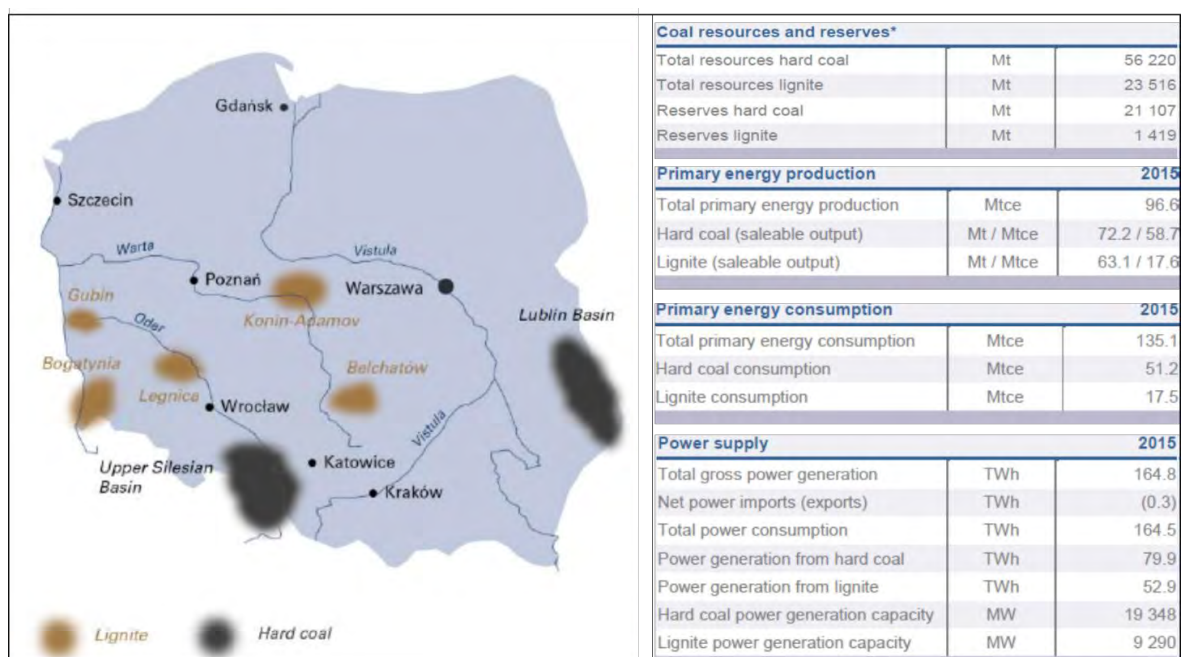 Gdańsk
Szczecin
Warta
Vistula
Poznań
Warszawa
Gubin
Oder
Konin-Adamov
Lublin Basin
Bogatynia
Legnica
Belchatów
Wrocław
Vistula
Upper Silesian
Basin
Katowice
Kraków
Lignite
Hard coal
Coal resources and reserves*
Total resources hard coal Mt 56 220
Total resources lignite Mt 23 516
Reserves hard coal Mt 21 107
Reserves lignite Mt 1 419
Primary energy production 2015
Total primary energy production Mtce 96.6
Hard coal (saleable output) Mt / Mtce 72.2 / 58.7
Lignite (saleable output) Mt / Mtce 63.1 / 17.6
Primary energy consumption 2015
Total primary energy consumption Mtce 135.1
Hard coal consumption Mtce 51.2
Lignite consumption Mtce 17.5
Power supply 2015
Total gross power generation TWh 164.8
Net power imports (exports) TWh (0.3)
Total power consumption TWh 164.5
Power generation from hard coal TWh 79.9
Power generation from lignite TWh 52.9
Hard coal power generation capacity MW 19 348
Lignite power generation capacity MW 9 290